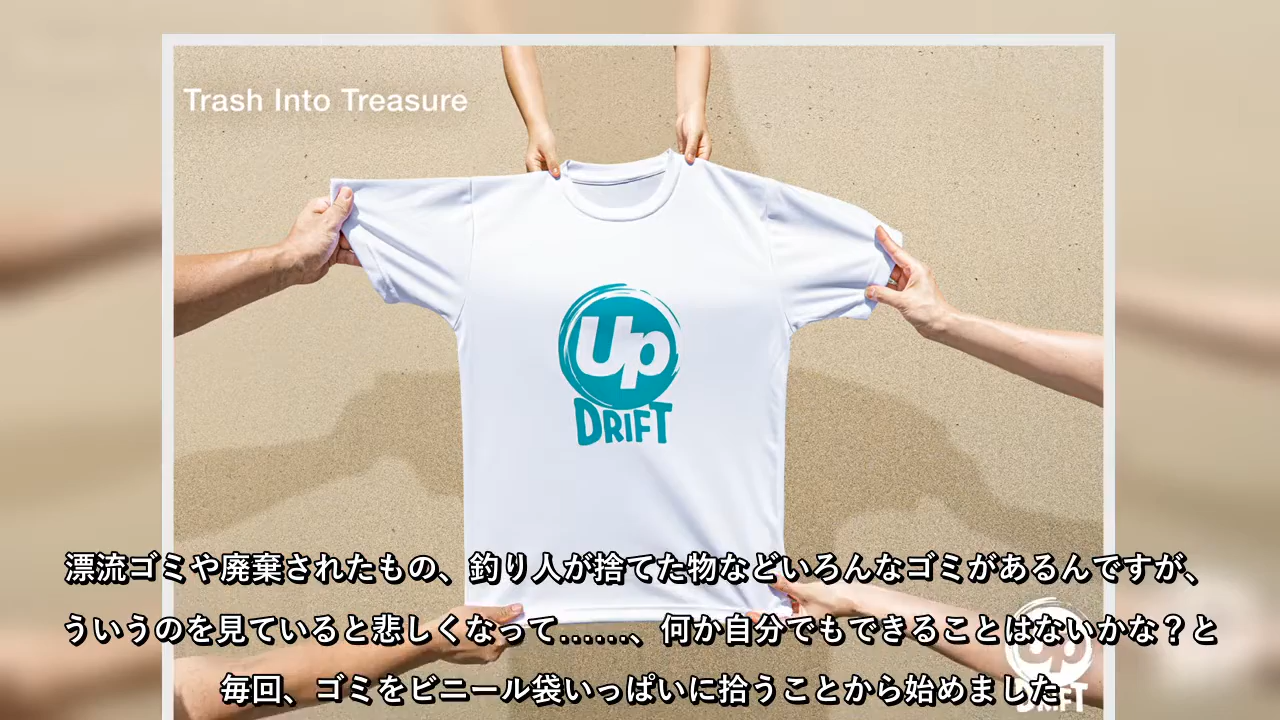 Trash Into Treasure
Up
DRIFT
漂流ゴミや廃棄されたもの、釣り人が捨てた物などいろんなゴミがあるんですが、
ういうのを見ていると悲しくなって……、何か自分でもできることはないかな？と
毎回、ゴミをビニール袋いっぱいに拾うことから始めました
Up
DRIFT